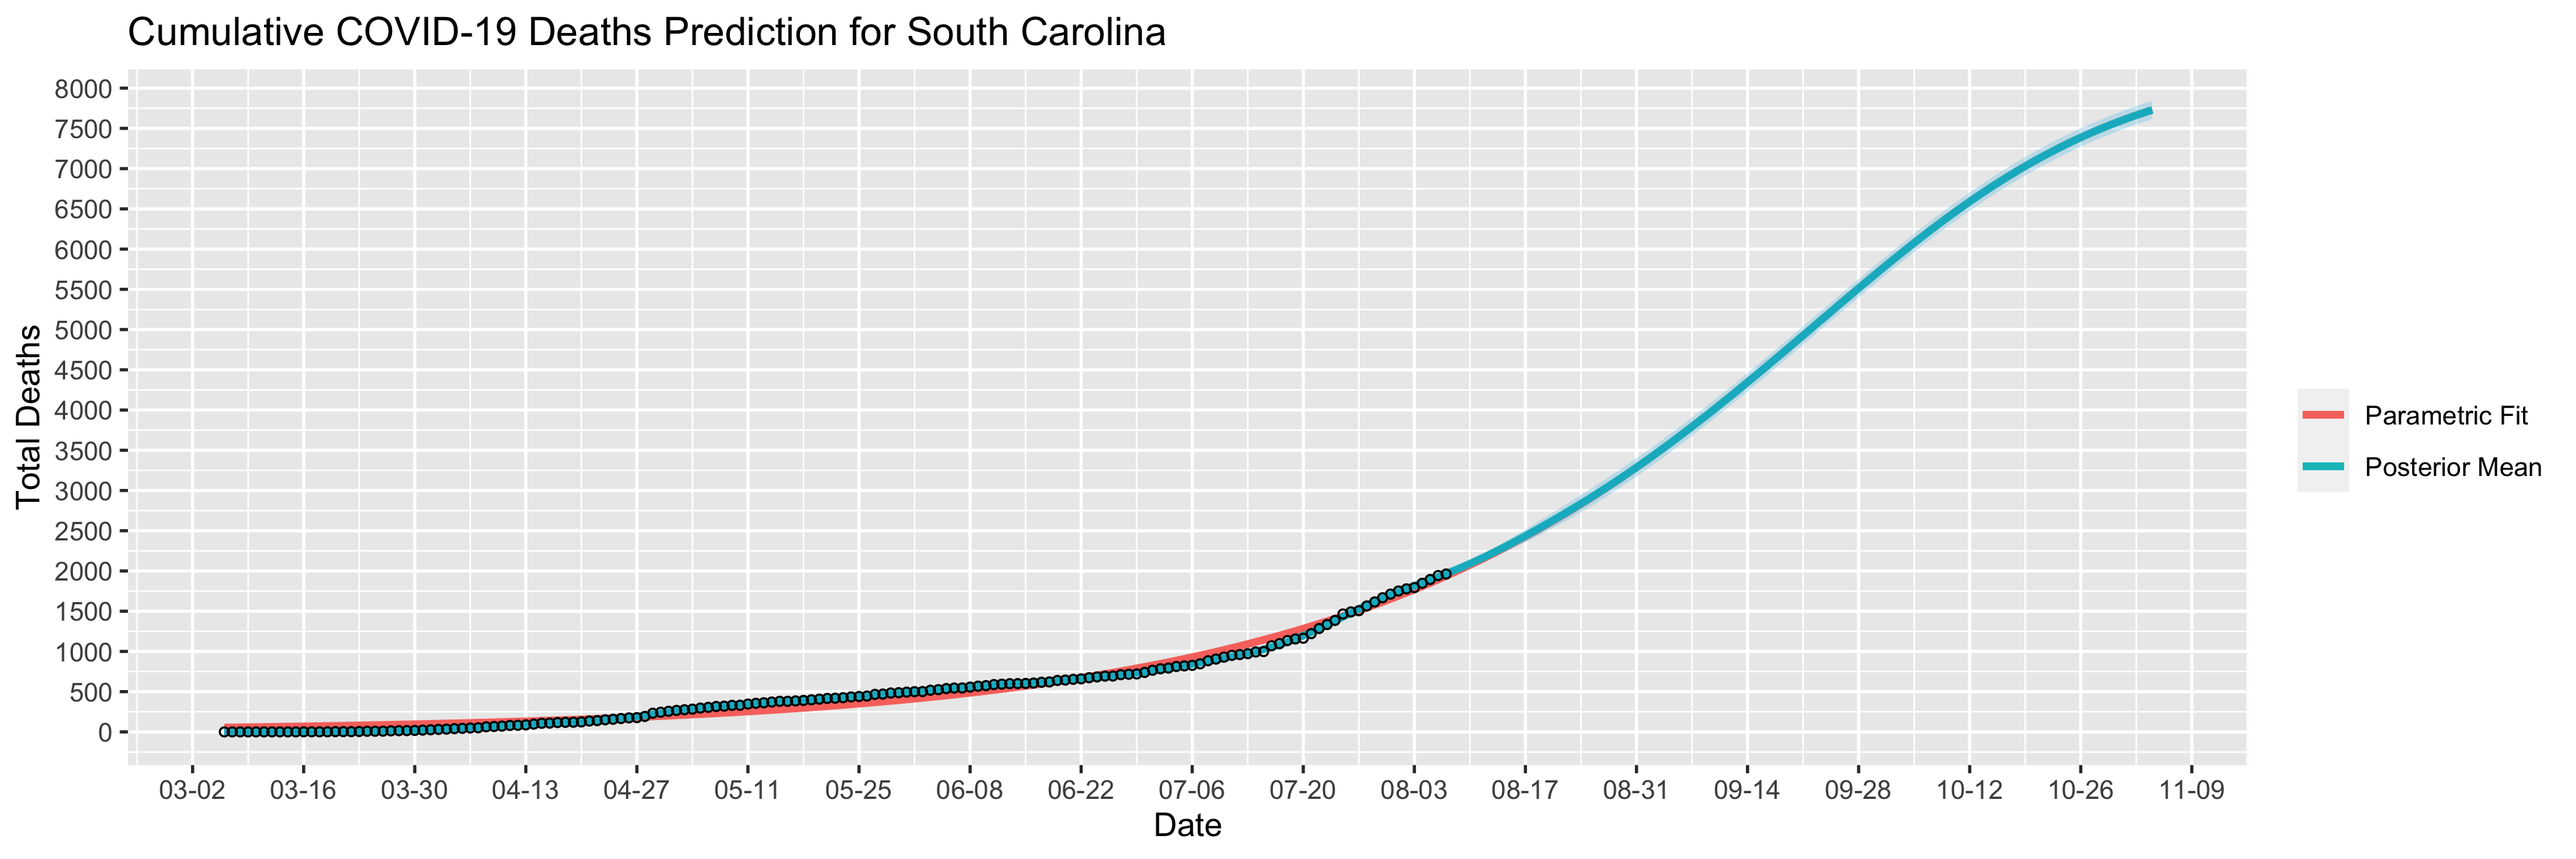 Cumulative COVID-19 Deaths Prediction for South Carolina
8000
7500
7000
6500
6000
5500
5000
4500
4000
3500
3000
2500
2000
1500
1000
500
0
Total Deaths
03-02 03-16 03-30 04-13 04-27 05-11 05-25 06-08 06-22 07-06 07-20 08-03 08-17 08-31 09-14 09-28 10-12 10-26 11-09
Date
Parametric Fit
Posterior Mean